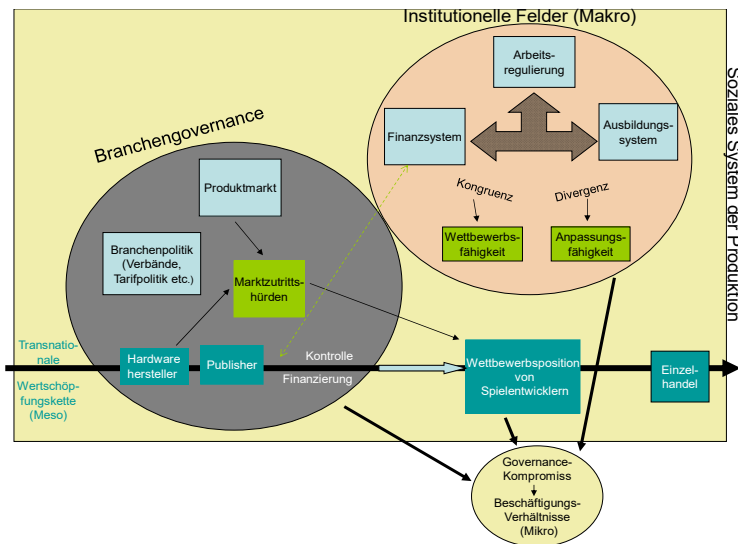 Institutionelle Felder (Makro)
Soziales System der Produktion
Arbeits-
regulierung
Finanzsystem
Ausbildungs-
system
Kongruenz
Divergenz
Wettbewerbs-
fähigkeit
Anpassungs-
fähigkeit
Branchengovernance
Produktmarkt
Branchenpolitik
(Verbände,
Tarifpolitik etc.)
Marktzutritts-
hürden
Transnatio-
nale
Wertschöp-
fungskette
(Meso)
Hardware
hersteller
Publisher
Kontrolle
Finanzierung
Wettbewerbsposition
von
Spielentwicklern
Einzel-
handel
Governance-
Kompromiss
Beschäftigungs-
Verhältnisse
(Mikro)